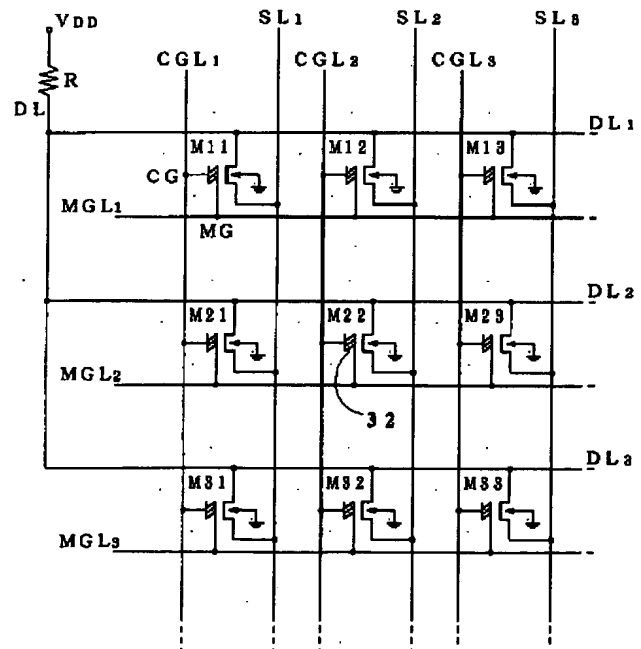 VDD SL1 SL2 SL3
CGL1 CGL2 CGL3
R
DL
DL1
M11 M12 M13
CG
MGL1
MG
DL2
M21 M22 M23
MGL2
32
DL3
M31 M32 M33
MGL3